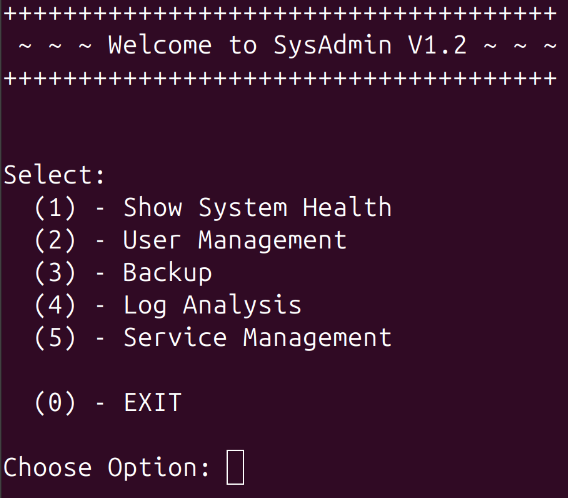 +++++++++++++++++++++++++++++++++++++
~ ~ ~ Welcome to SysAdmin V1.2 ~ ~ ~
+++++++++++++++++++++++++++++++++++++
Select:
(1) - Show System Health
(2) - User Management
(3) - Backup
(4) - Log Analysis
(5) - Service Management
(0) - EXIT
Choose Option: